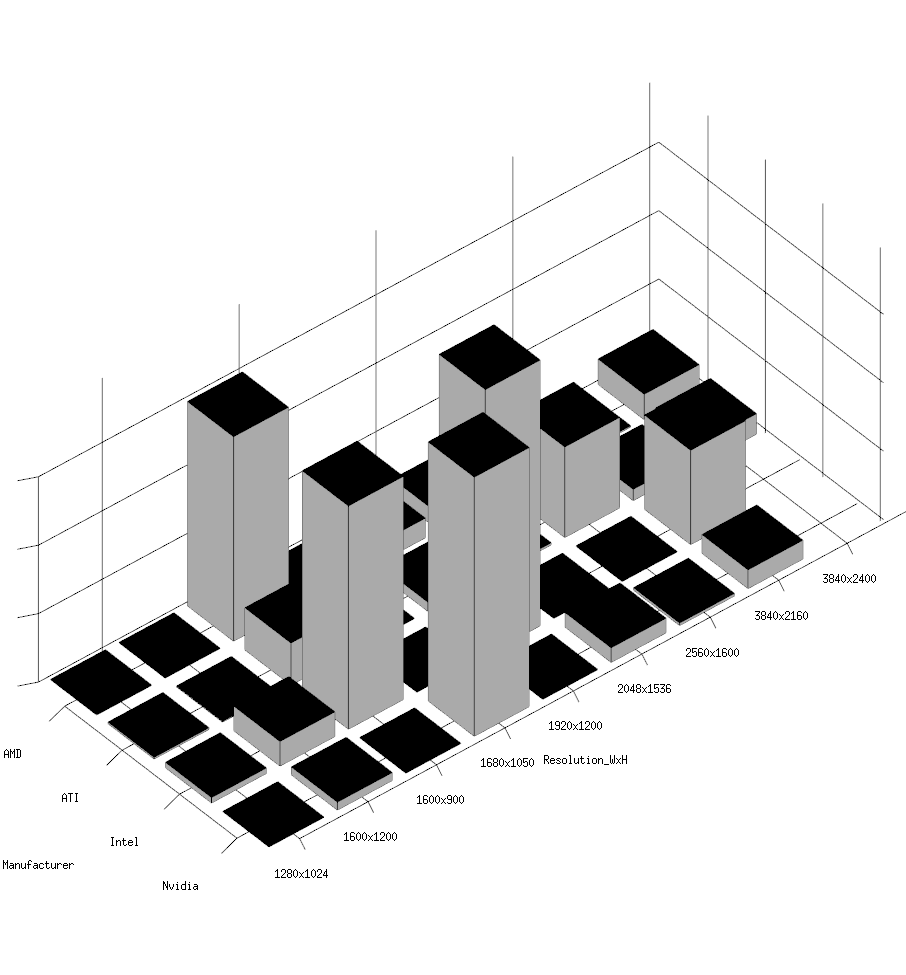 AMD
ATI
Intel
Nvidia
Manufacturer
1280x1024
1600x1200
1600x900
1680x1050
1920x1200
2048x1536
2560x1600
3840x2160
3840x2400
Resolution_WxH